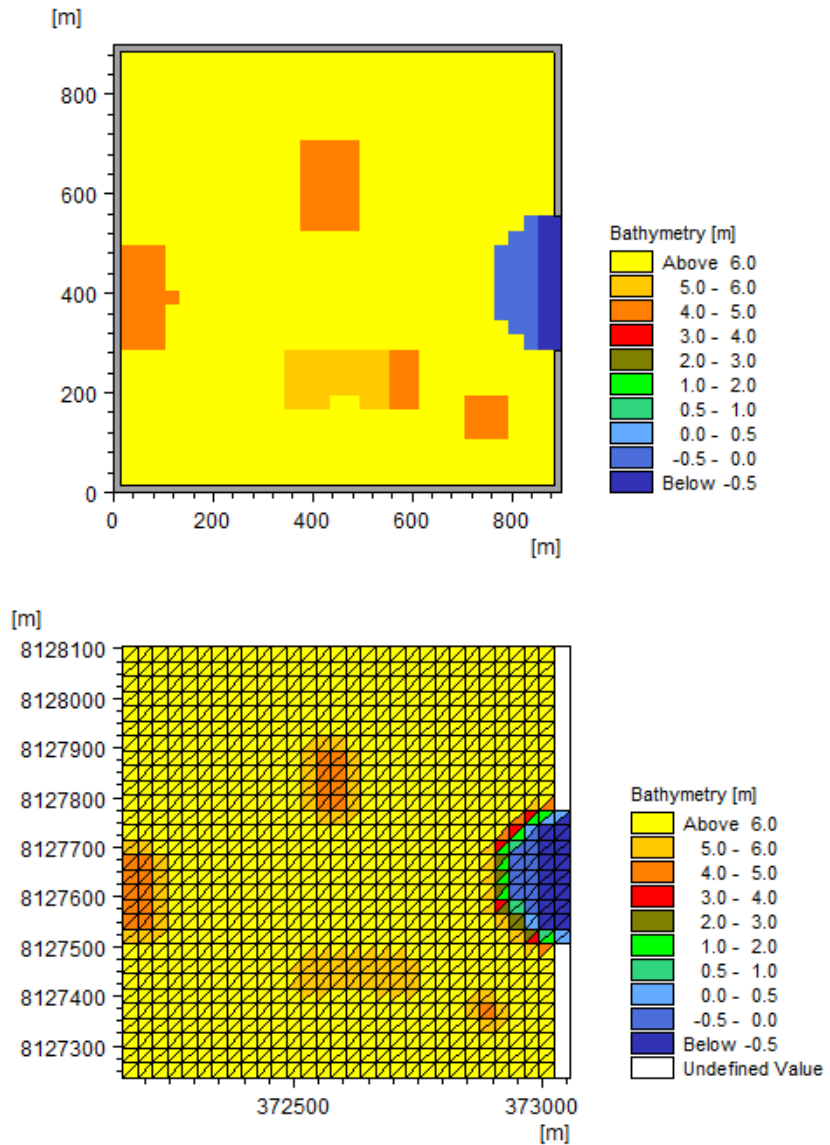 [m]
800
600
400
200
0
0 200 400 600 800
[m]
Bathymetry [m]
Above 6.0
5.0 - 6.0
4.0 - 5.0
3.0 - 4.0
2.0 - 3.0
1.0 - 2.0
0.5 - 1.0
0.0 - 0.5
-0.5 - 0.0
Below -0.5
[m]
8128100
8128000
8127900
8127800
8127700
8127600
8127500
8127400
8127300
372500 373000
[m]
Bathymetry [m]
Above 6.0
5.0 - 6.0
4.0 - 5.0
3.0 - 4.0
2.0 - 3.0
1.0 - 2.0
0.5 - 1.0
0.0 - 0.5
-0.5 - 0.0
Below -0.5
Undefined Value